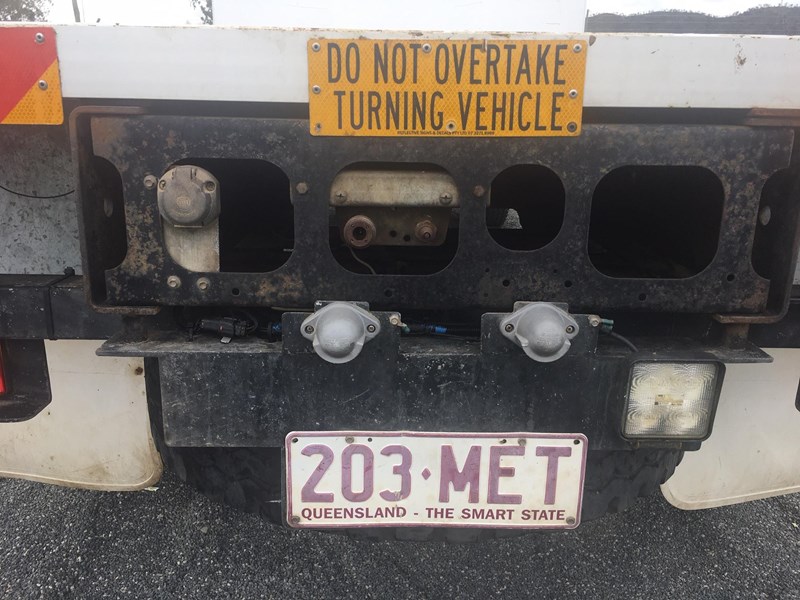 DO NOT OVERTAKE
TURNING VEHICLE
203·MET
QUEENSLAND - THE SMART STATE